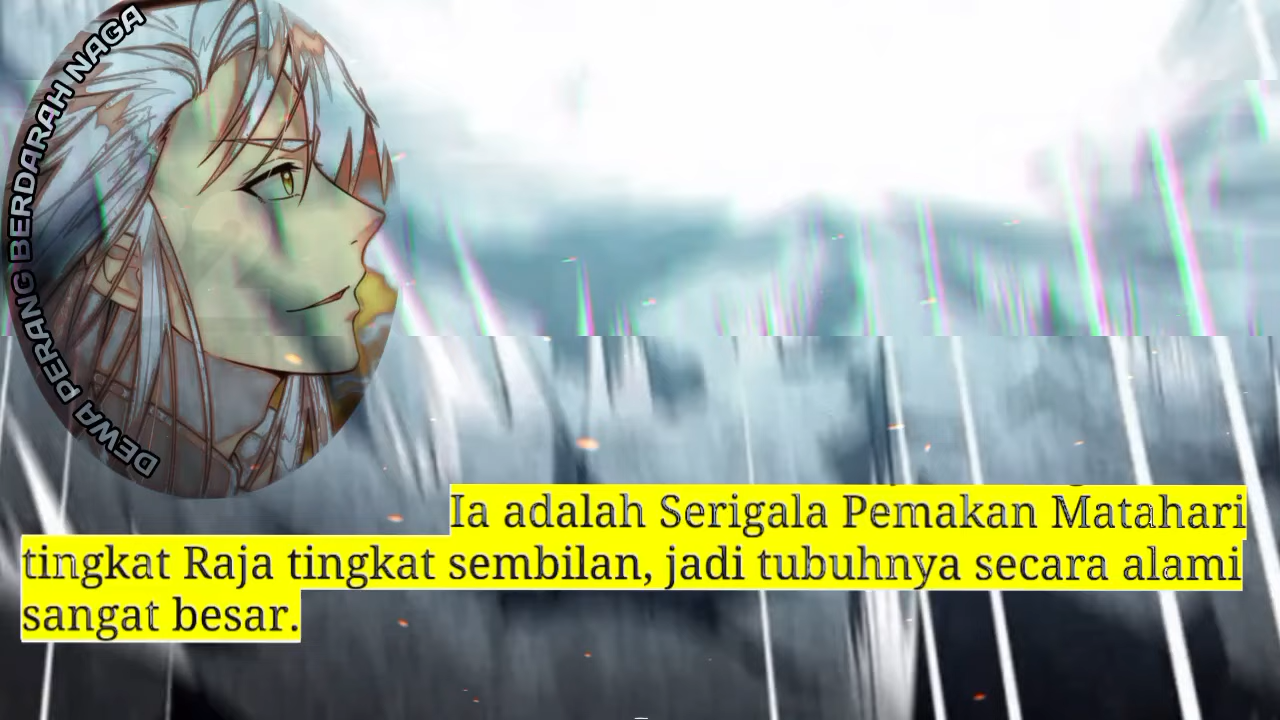 DEWA PERANG BERDARAH NAGA
Ia adalah Serigala Pemakan Matahari
tingkat Raja tingkat sembilan, jadi tubuhnya secara alami
sangat besar.